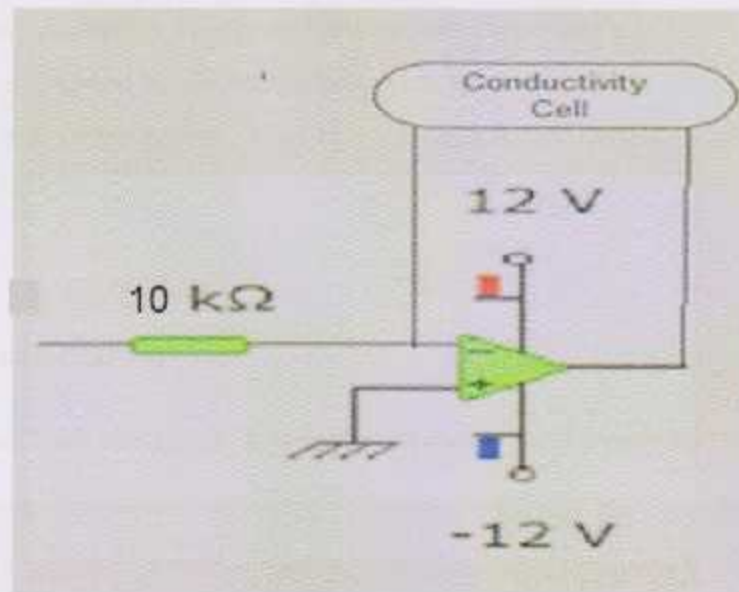 Conductivity
Cell
12 V
10 kΩ
-
+
-12 V